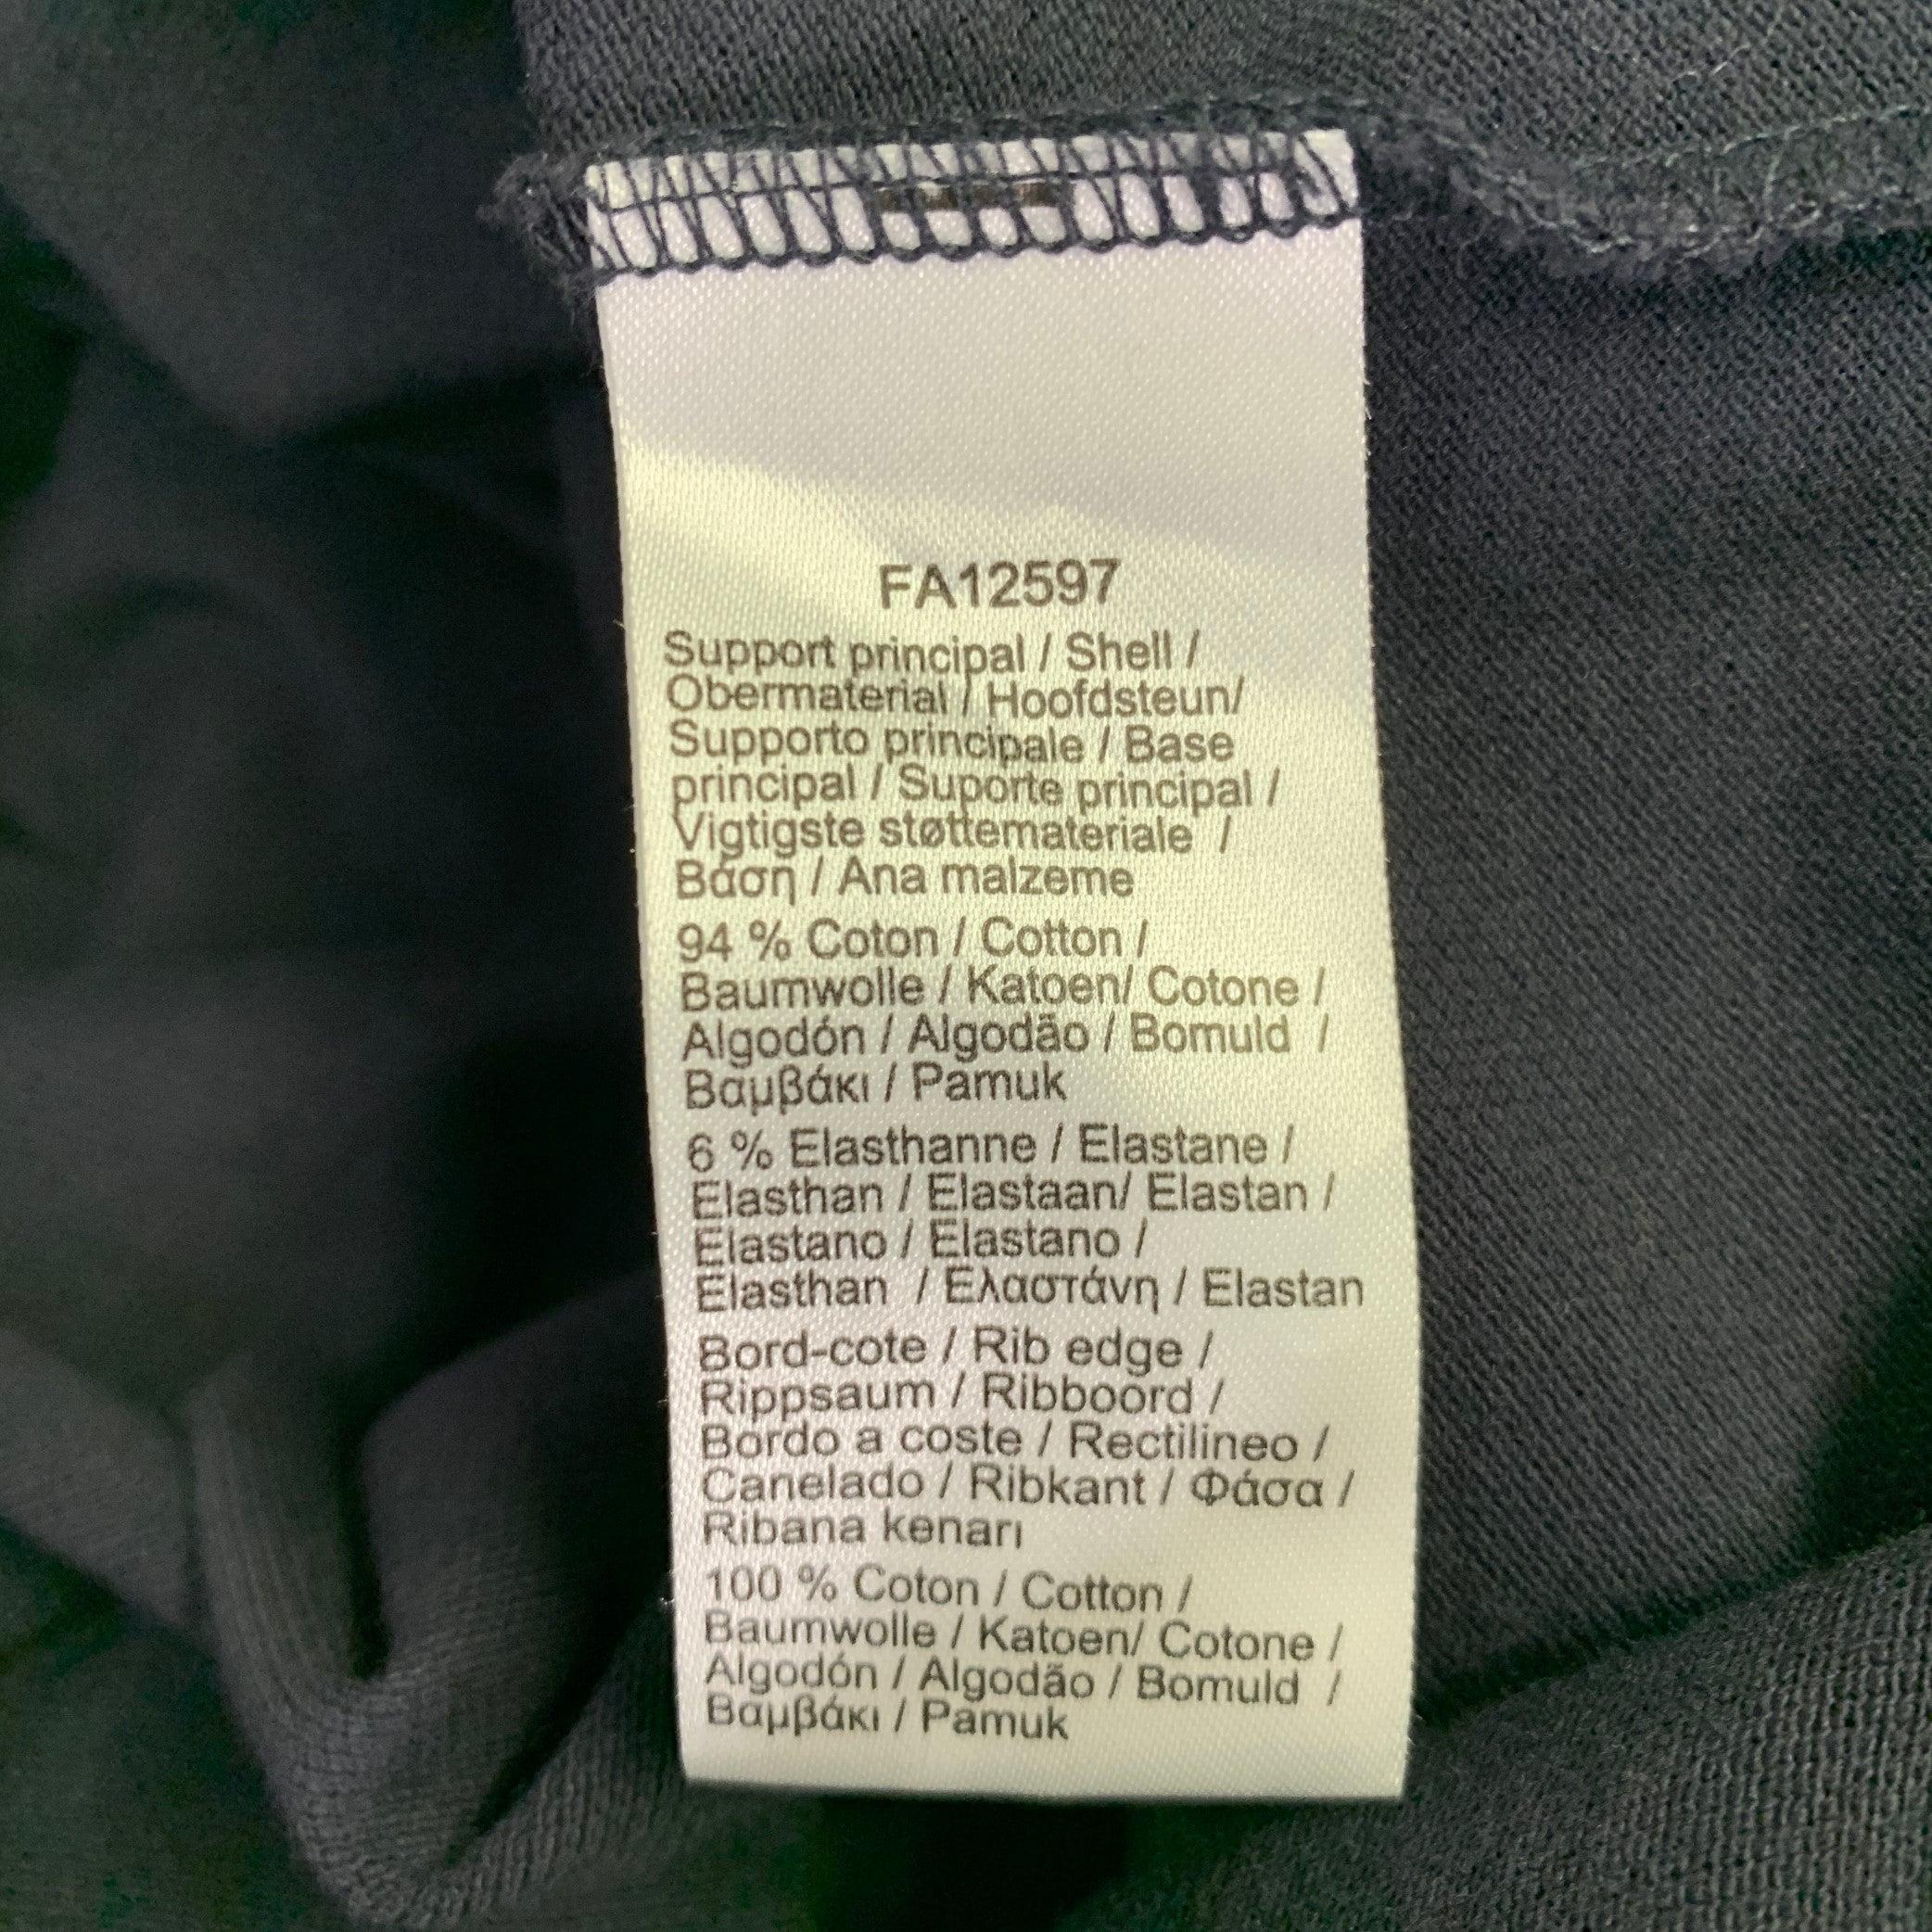 FA12597
Support principal / Shell /
Obermaterial / Hoofdsteun/
Supporto principale / Base
principal / Suporte principal /
Vigtigste støttemateriale /
Βάση / Ana malzeme
94 % Coton / Cotton /
Baumwolle / Katoen/ Cotone /
Algodón / Algodão / Bomuld /
Βαμβάκι / Pamuk
6 % Elasthanne / Elastane /
Elasthan / Elastaan/ Elastan /
Elastano / Elastano /
Elasthan / Ελαστάνη / Elastan
Bord-cote / Rib edge /
Rippsaum / Ribboord /
Bordo a coste / Rectilineo /
Canelado / Ribkant / Φάσα /
Ribana kenarı
100 % Coton / Cotton /
Baumwolle / Katoen/ Cotone /
Algodón / Algodão / Bomuld /
Βαμβάκι / Pamuk